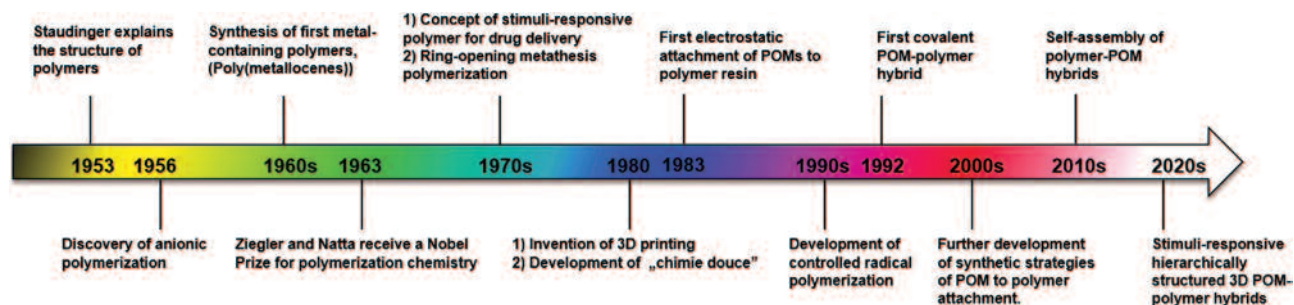 Staudinger explains
the structure of
polymers
Synthesis of first metal-
containing polymers,
(Poly(metallocenes))
1) Concept of stimuli-responsive
polymer for drug delivery
2) Ring-opening metathesis
polymerization
First electrostatic
attachment of POMs to
polymer resin
First covalent
POM-polymer
hybrid
Self-assembly of
polymer-POM
hybrids
1953 1956 1960s 1963 1970s 1980 1983 1990s 1992 2000s 2010s 2020s
Discovery of anionic
polymerization
Ziegler and Natta receive a Nobel
Prize for polymerization chemistry
1) Invention of 3D printing
2) Development of „chimie douce”
Development of
controlled radical
polymerization
Further development
of synthetic strategies
of POM to polymer
attachment.
Stimuli-responsive
hierarchically
structured 3D POM-
polymer hybrids